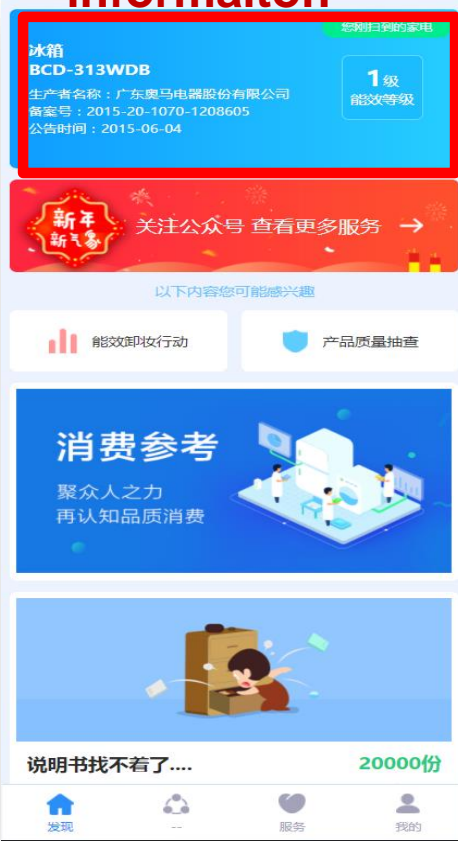 informaiton
您刚扫到的家电
冰箱
BCD-313WDB
1级
能效等级
生产者名称：广东奥马电器股份有限公司
备案号：2015-20-1070-1208605
公告时间：2015-06-04
新年
新气象
关注公众号 查看更多服务 →
以下内容您可能感兴趣
能效卸妆行动
产品质量抽查
消费参考
聚众人之力
再认知品质消费
说明书找不着了....
20000份
发现
--
服务
我的